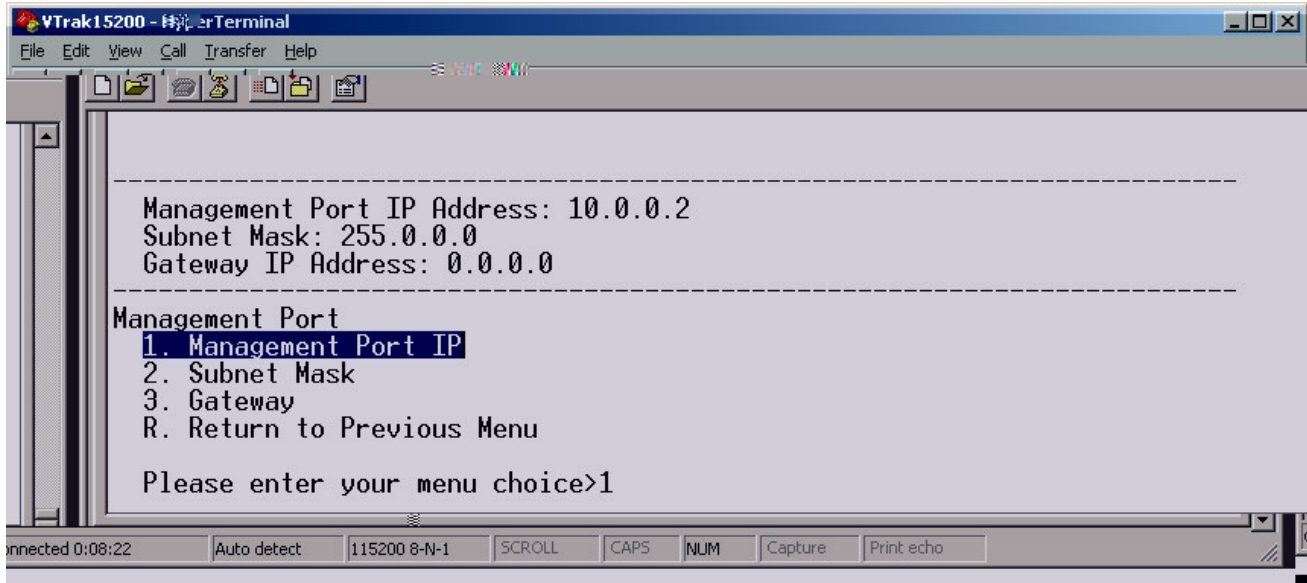 VTrak15200 -
File Edit View Call Transfer Help
--------------------------------------------------------------------------
Management Port IP Address: 10.0.0.2
Subnet Mask: 255.0.0.0
Gateway IP Address: 0.0.0.0
--------------------------------------------------------------------------
Management Port
1. Management Port IP
2. Subnet Mask
3. Gateway
R. Return to Previous Menu
Please enter your menu choice>1
onnected 0:08:22 Auto detect 115200 8-N-1 SCROLL CAPS NUM Capture Print echo